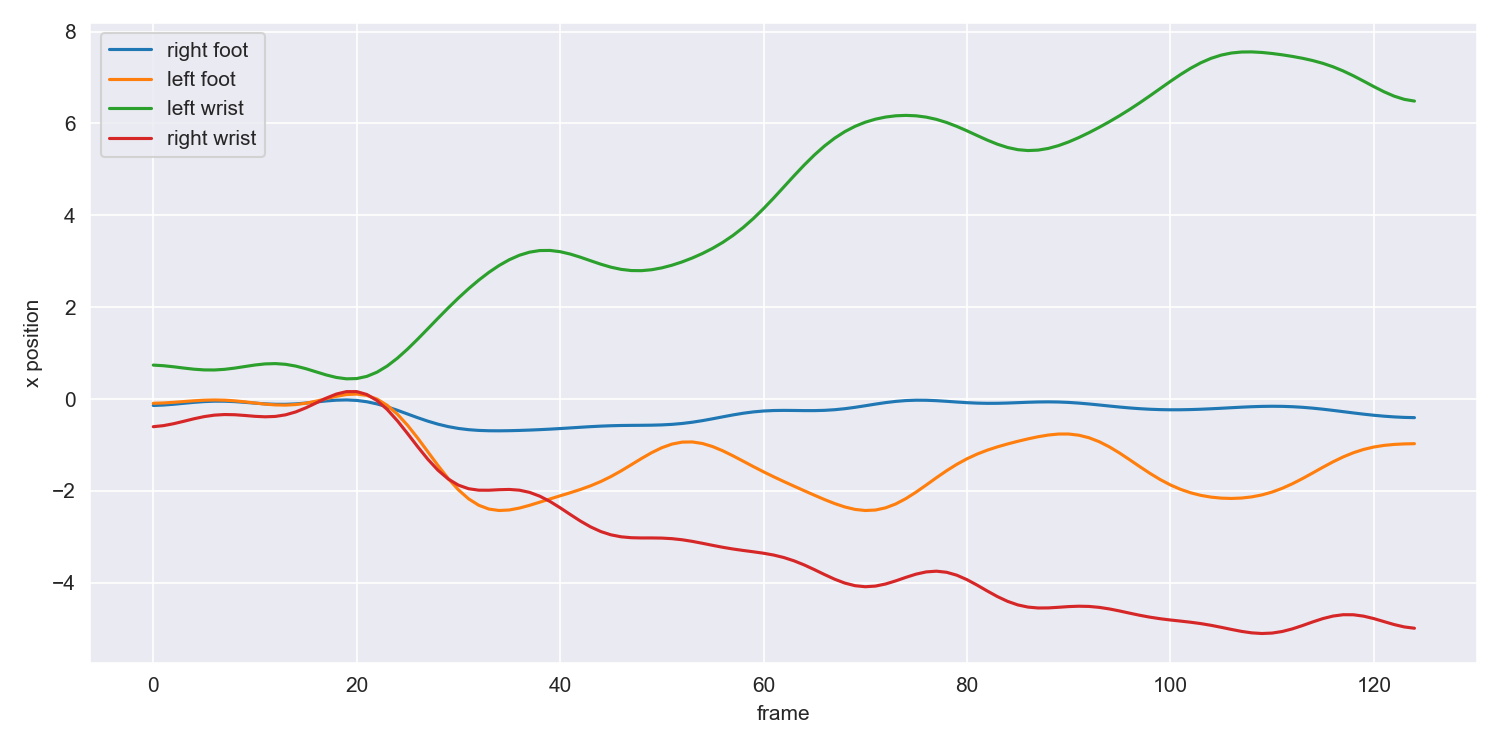 right foot
left foot
left wrist
right wrist
8
6
4
2
0
−2
−4
x position
0 20 40 60 80 100 120
frame